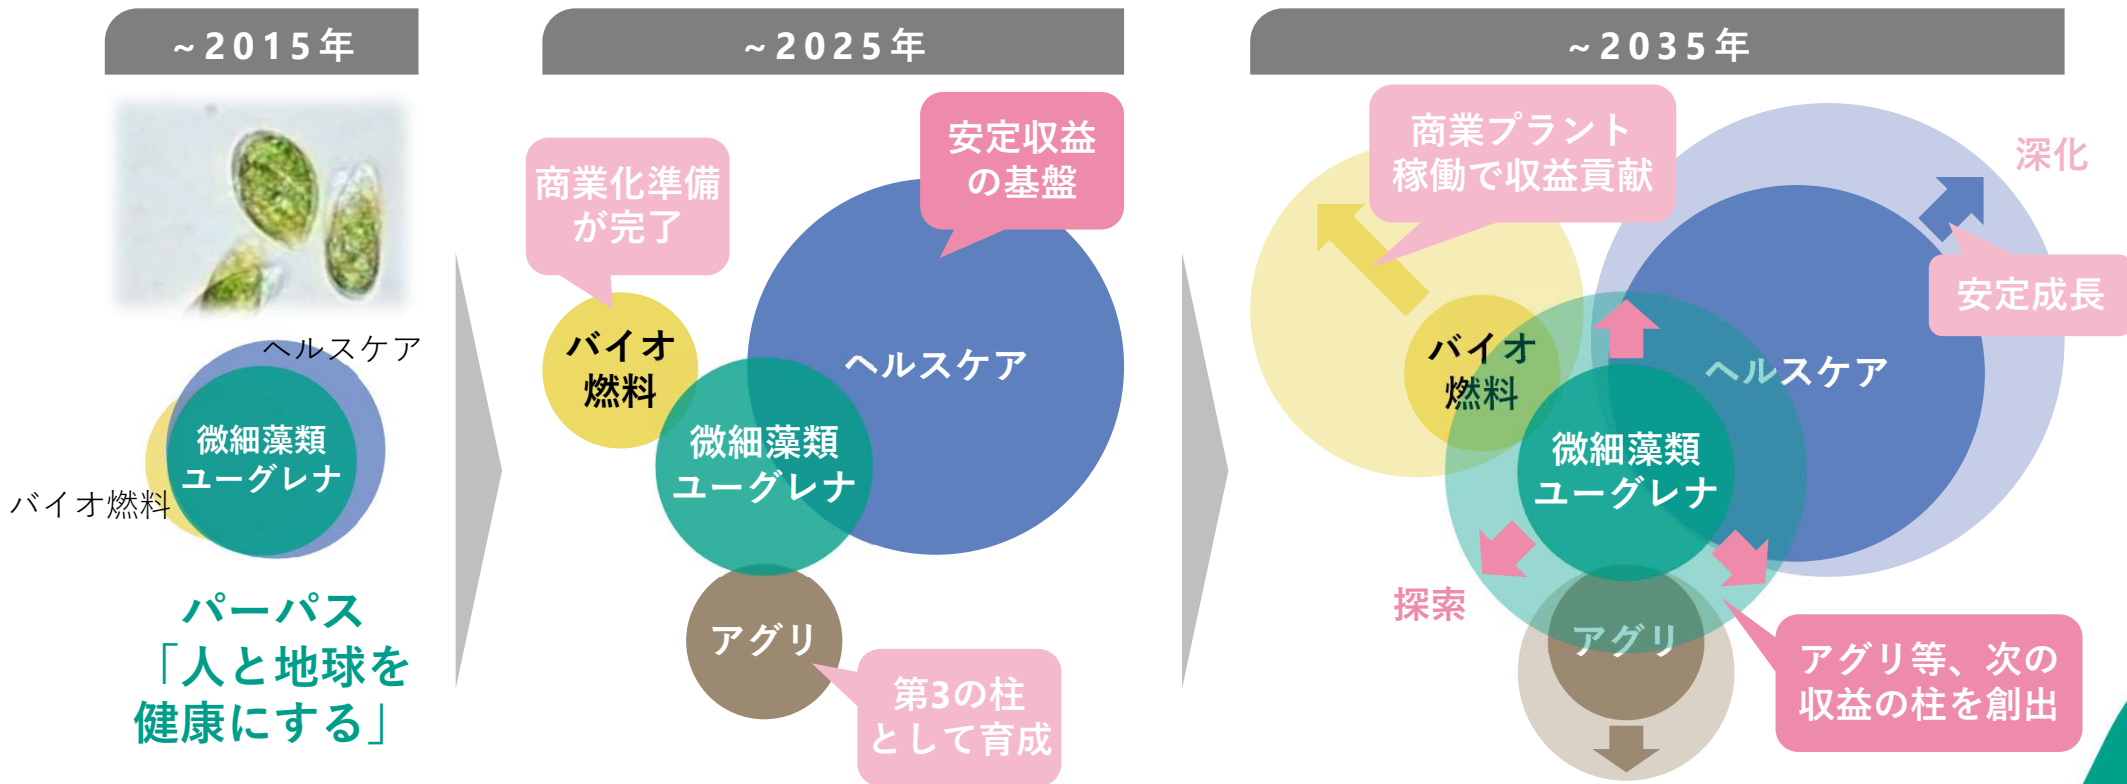 ~2015年
ヘルスケア
微細藻類
ユーグレナ
バイオ燃料
パーパス
「人と地球を
健康にする」
~2025年
商業化準備
が完了
安定収益
の基盤
バイオ
燃料
ヘルスケア
微細藻類
ユーグレナ
アグリ
第3の柱
として育成
~2035年
商業プラント
稼働で収益貢献
深化
安定成長
バイオ
燃料
ヘルスケア
微細藻類
ユーグレナ
探索
アグリ
アグリ等、次の
収益の柱を創出